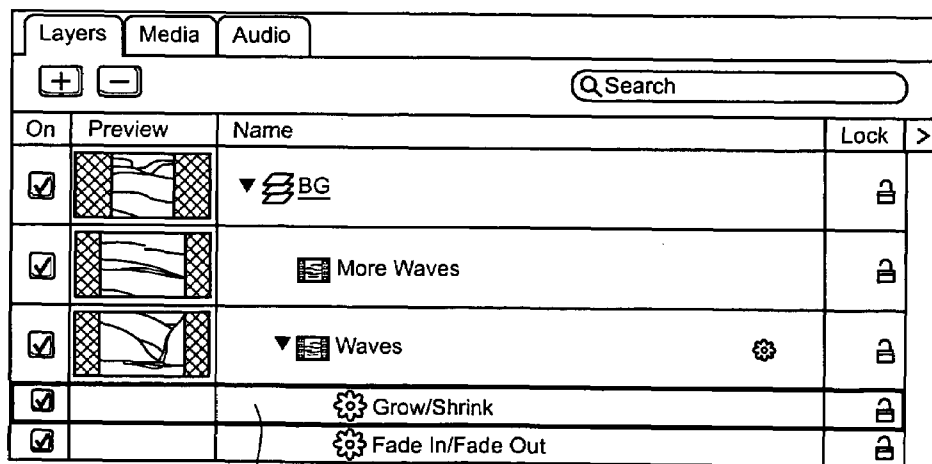 Layers Media Audio
Search
On Preview Name Lock >
BG
More Waves
Waves
Grow/Shrink
Fade In/Fade Out